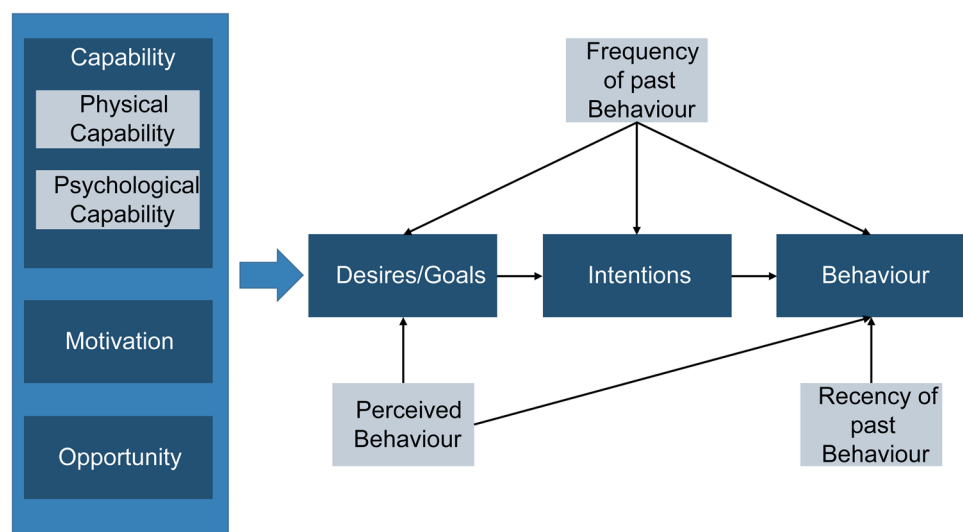 Capability
Physical
Capability
Psychological
Capability
Motivation
Opportunity
Frequency
of past
Behaviour
Desires/Goals
Intentions
Behaviour
Perceived
Behaviour
Recency of
past
Behaviour